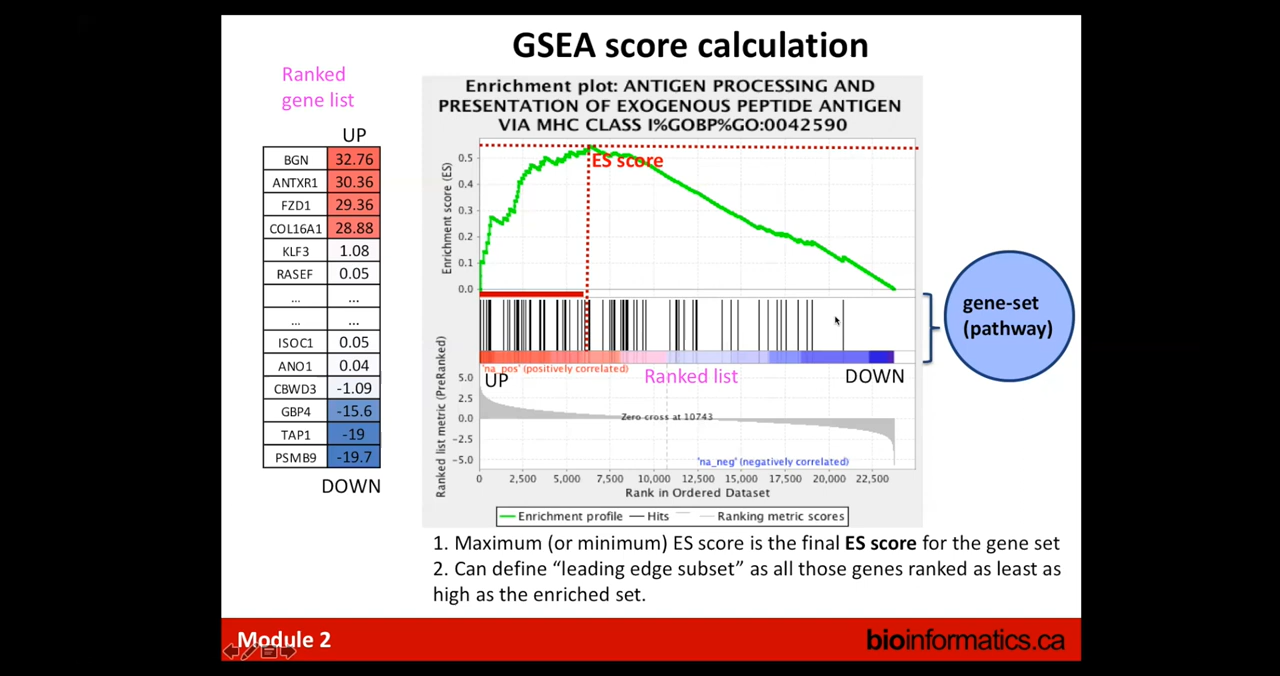 GSEA score calculation
Ranked
gene list
UP
BGN 32.76
ANTXR1 30.36
FZD1 29.36
COL16A1 28.88
KLF3 1.08
RASEF 0.05
... ...
... ...
ISOC1 0.05
ANO1 0.04
CBWD3 -1.09
GBP4 -15.6
TAP1 -19
PSMB9 -19.7
DOWN
Enrichment plot: ANTIGEN PROCESSING AND
PRESENTATION OF EXOGENOUS PEPTIDE ANTIGEN
VIA MHC CLASS I%GOBP%GO:0042590
Enrichment score (ES)
0.5
0.4
0.3
0.2
0.1
0.0
ES score
gene-set
(pathway)
'na_pos' (positively correlated)
UP
Ranked list
DOWN
Ranked list metric (PreRanked)
5.0
2.5
0.0
-2.5
-5.0
Zero cross at 10743
'na_neg' (negatively correlated)
0 2,500 5,000 7,500 10,000 12,500 15,000 17,500 20,000 22,500
Rank in Ordered Dataset
Enrichment profile Hits Ranking metric scores
1. Maximum (or minimum) ES score is the final ES score for the gene set
2. Can define “leading edge subset” as all those genes ranked as least as
high as the enriched set.
Module 2
bioinformatics.ca